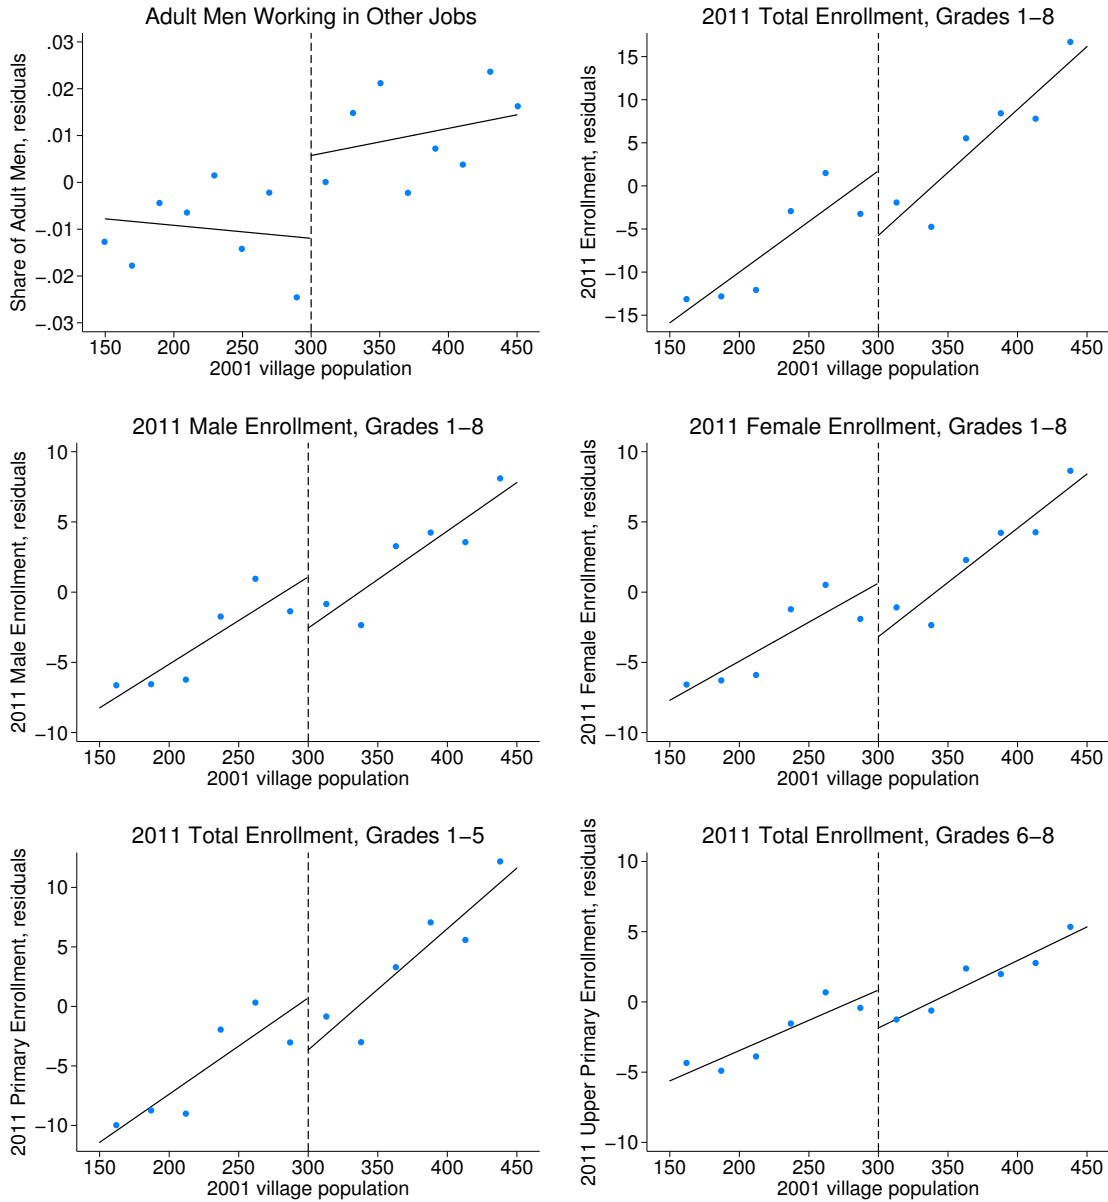 Adult Men Working in Other Jobs
Share of Adult Men, residuals
.03
.02
.01
0
−.01
−.02
−.03
150 200 250 300 350 400 450
2001 village population
2011 Total Enrollment, Grades 1−8
2011 Enrollment, residuals
15
10
5
0
−5
−10
−15
150 200 250 300 350 400 450
2001 village population
2011 Male Enrollment, Grades 1−8
2011 Male Enrollment, residuals
10
5
0
−5
−10
150 200 250 300 350 400 450
2001 village population
2011 Female Enrollment, Grades 1−8
2011 Female Enrollment, residuals
10
5
0
−5
−10
150 200 250 300 350 400 450
2001 village population
2011 Total Enrollment, Grades 1−5
2011 Primary Enrollment, residuals
10
5
0
−5
−10
150 200 250 300 350 400 450
2001 village population
2011 Total Enrollment, Grades 6−8
2011 Upper Primary Enrollment, residuals
10
5
0
−5
−10
150 200 250 300 350 400 450
2001 village population